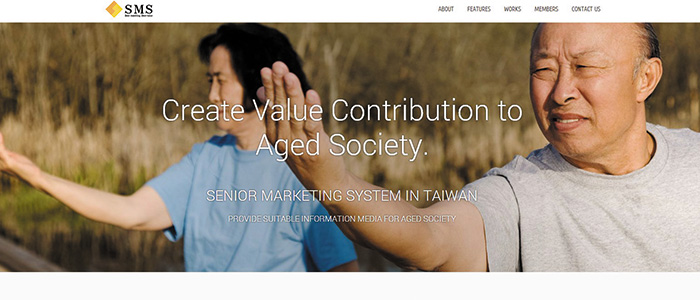 SMS
ABOUT FEATURES WORKS MEMBERS CONTACT US
Create Value Contribution to
Aged Society.
SENIOR MARKETING SYSTEM IN TAIWAN
PROVIDE SUITABLE INFORMATION MEDIA FOR AGED SOCIETY